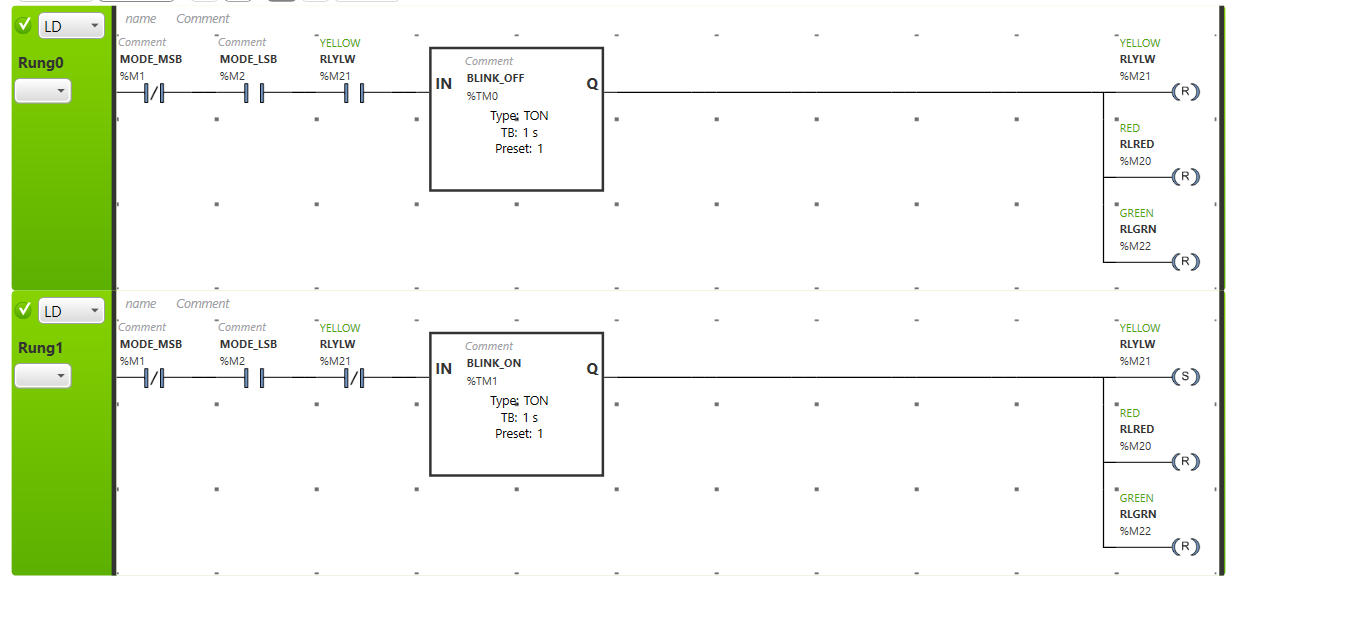 LD
name Comment
Rung0
Comment
MODE_MSB
%M1
Comment
MODE_LSB
%M2
YELLOW
RLYLW
%M21
Comment
IN BLINK_OFF Q
%TM0
Type: TON
TB: 1 s
Preset: 1
YELLOW
RLYLW
%M21
R
RED
RLRED
%M20
R
GREEN
RLGRN
%M22
R
LD
name Comment
Rung1
Comment
MODE_MSB
%M1
Comment
MODE_LSB
%M2
YELLOW
RLYLW
%M21
Comment
IN BLINK_ON Q
%TM1
Type: TON
TB: 1 s
Preset: 1
YELLOW
RLYLW
%M21
S
RED
RLRED
%M20
R
GREEN
RLGRN
%M22
R